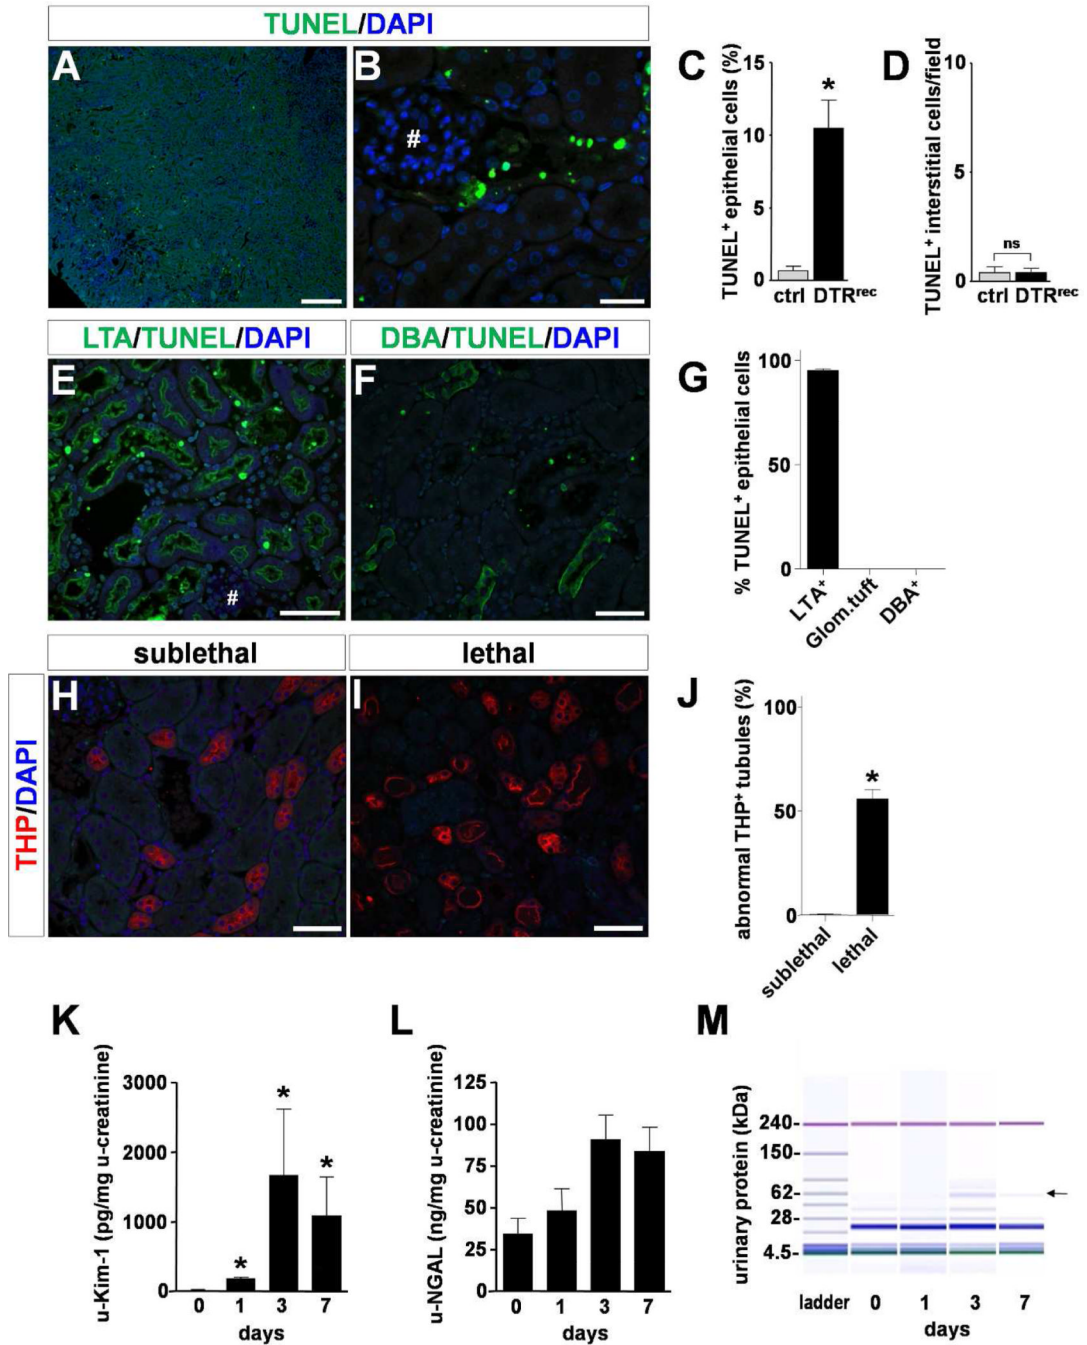 TUNEL/DAPI
A
B
#
C
TUNEL⁺ epithelial cells (%)
15
10
5
0
*
ctrl DTRʳᵉᶜ
D
TUNEL⁺ interstitial cells/field
10
5
0
ns
ctrl DTRʳᵉᶜ
LTA/TUNEL/DAPI
DBA/TUNEL/DAPI
E
#
F
G
% TUNEL⁺ epithelial cells
100
50
0
LTA⁺
Glom.tuft
DBA⁺
sublethal
lethal
THP/DAPI
H
I
J
abnormal THP⁺ tubules (%)
100
50
0
*
sublethal
lethal
K
u-Kim-1 (pg/mg u-creatinine)
3000
2000
1000
0
*
*
*
0 1 3 7
days
L
u-NGAL (ng/mg u-creatinine)
125
100
75
50
25
0
0 1 3 7
days
M
urinary protein (kDa)
240-
150-
62-
28-
4.5-
ladder 0 1 3 7
days